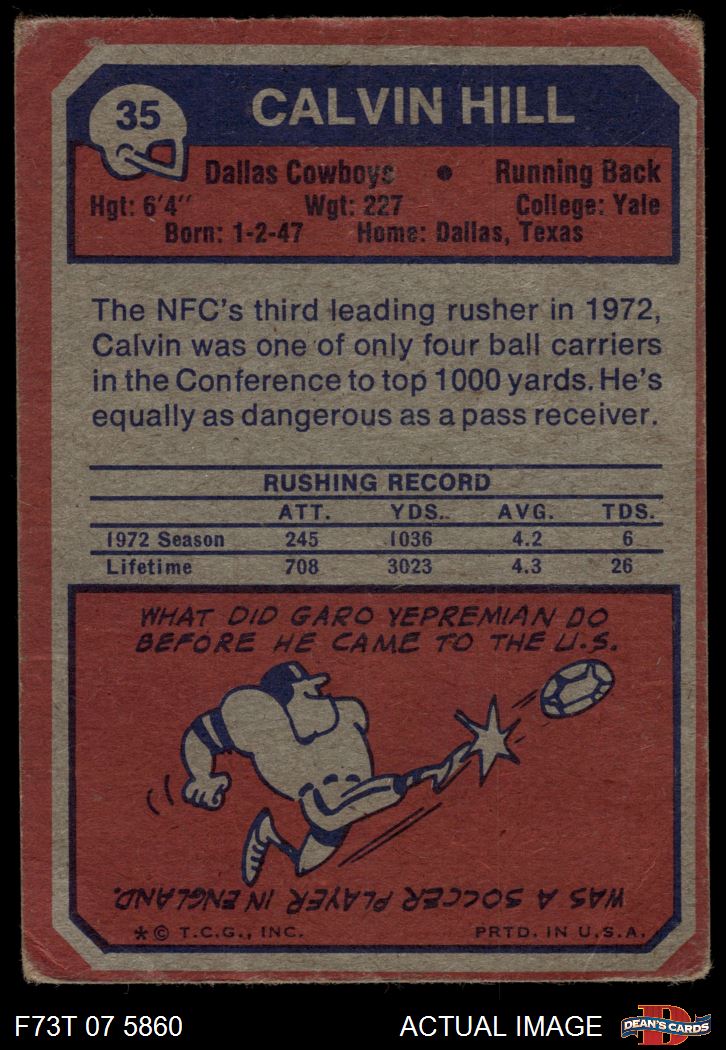 35
CALVIN HILL
Dallas Cowboys • Running Back
Hgt: 6'4" Wgt: 227 College: Yale
Born: 1-2-47 Home: Dallas, Texas
The NFC's third leading rusher in 1972,
Calvin was one of only four ball carriers
in the Conference to top 1000 yards. He's
equally as dangerous as a pass receiver.
RUSHING RECORD
ATT. YDS. AVG. TDS.
1972 Season 245 1036 4.2 6
Lifetime 708 3023 4.3 26
WHAT DID GARO YEPREMIAN DO
BEFORE HE CAME TO THE U.S.
WAS A SOCCER PLAYER IN ENGLAND.
* © T.C.G., INC. PRTD. IN U.S.A.
F73T 07 5860 ACTUAL IMAGE
D
DEAN'S CARDS